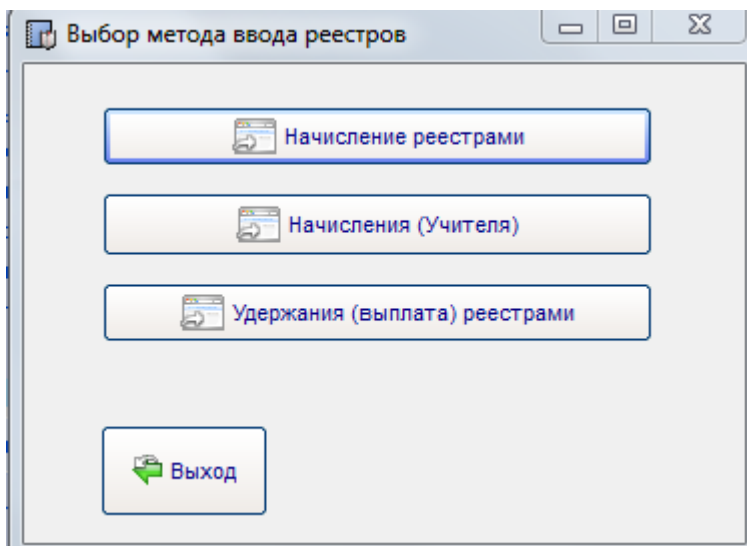 Выбор метода ввода реестров
Начисление реестрами
Начисления (Учителя)
Удержания (выплата) реестрами
Выход